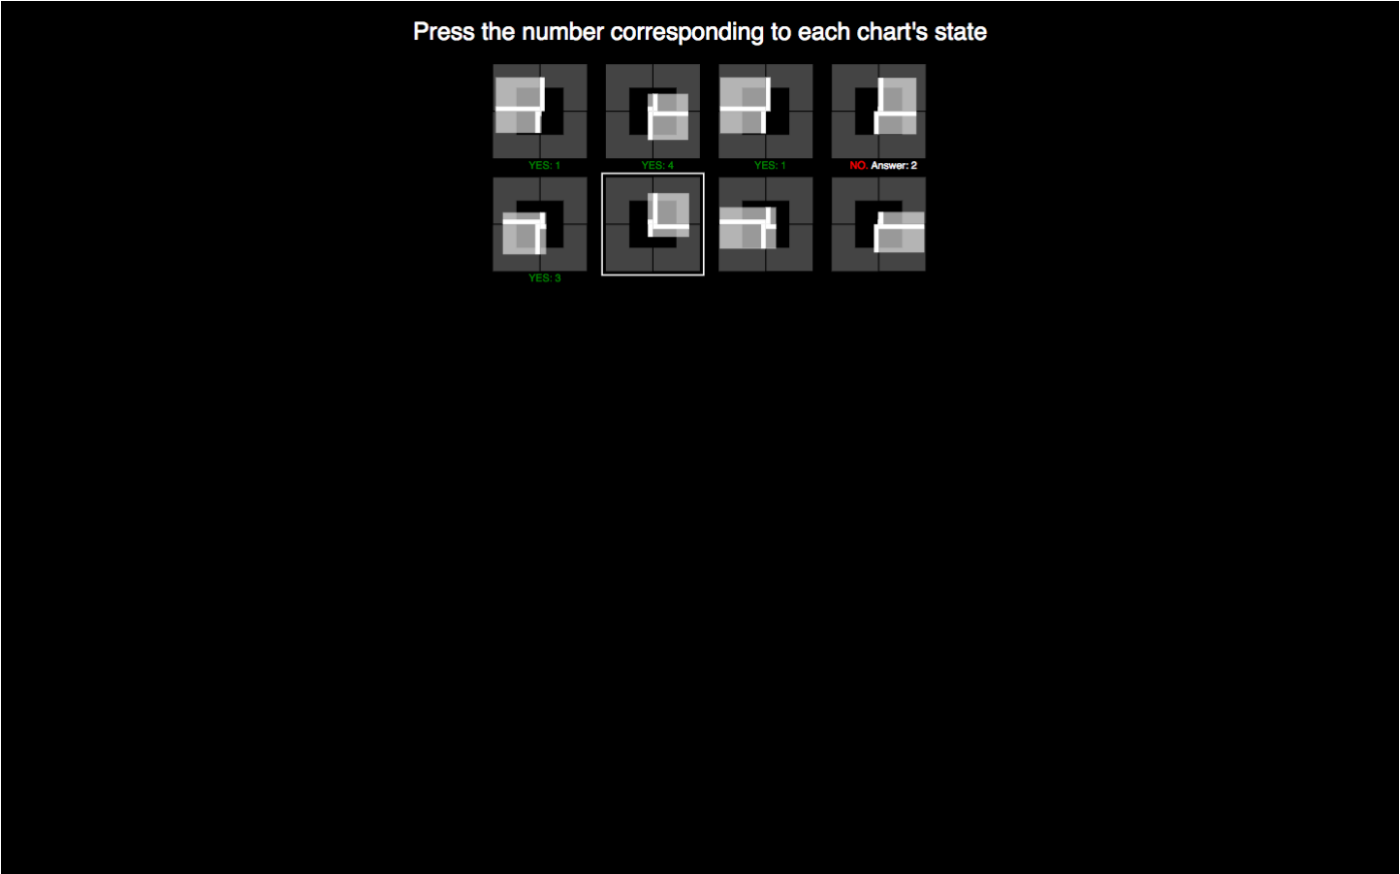 Press the number corresponding to each chart's state
YES: 1 YES: 4 YES: 1 NO. Answer: 2
YES: 3